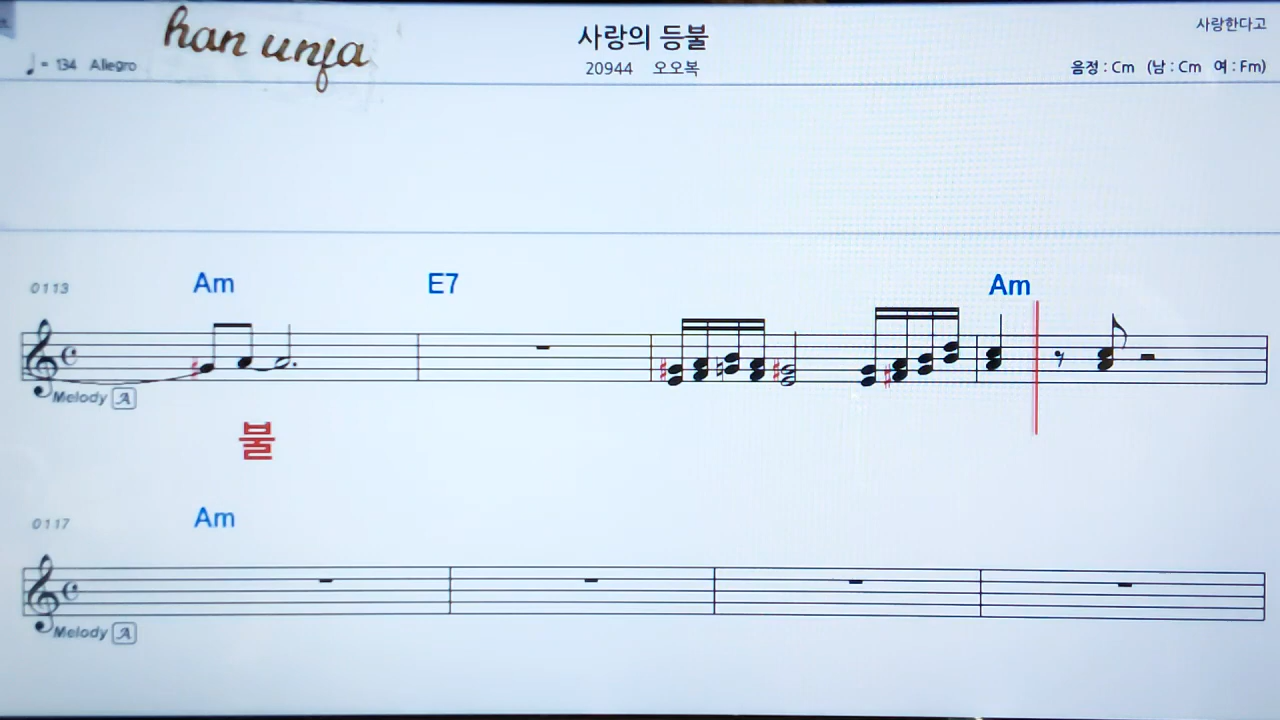 han unfa
사랑의 등불
사랑한다고
♩= 134 Allegro
20944 오오복
음정 : Cm (남 : Cm 여 : Fm)
Am E7 Am
0113
Melody A
불
Am
0117
Melody A